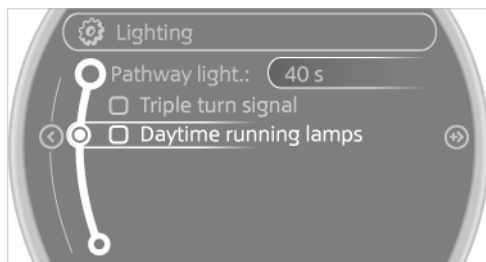 Lighting
Pathway light.: 40 s
Triple turn signal
Daytime running lamps